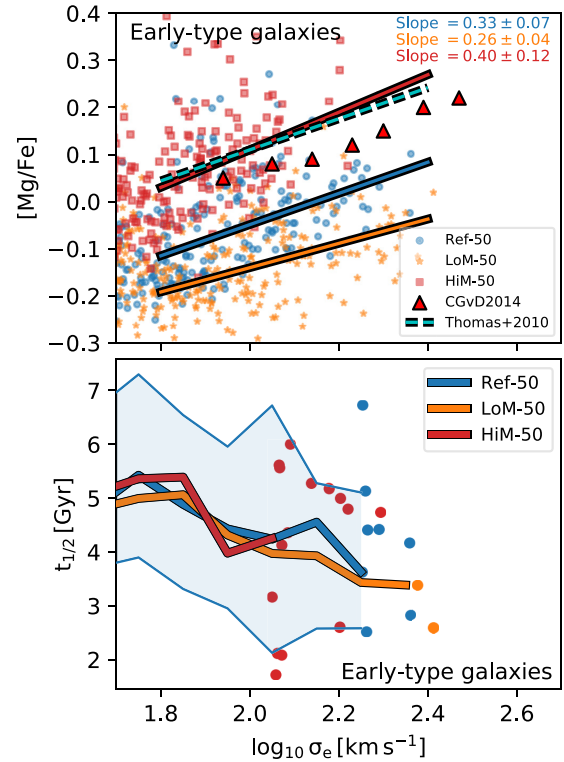 Early-type galaxies
Slope = 0.33 ± 0.07
Slope = 0.26 ± 0.04
Slope = 0.40 ± 0.12
0.4
0.3
0.2
0.1
0.0
−0.1
−0.2
−0.3
[Mg/Fe]
Ref-50
LoM-50
HiM-50
CGvD2014
Thomas+2010
7
6
5
4
3
2
t1/2 [Gyr]
Ref-50
LoM-50
HiM-50
Early-type galaxies
1.8 2.0 2.2 2.4 2.6
log10 σe [km s−1]